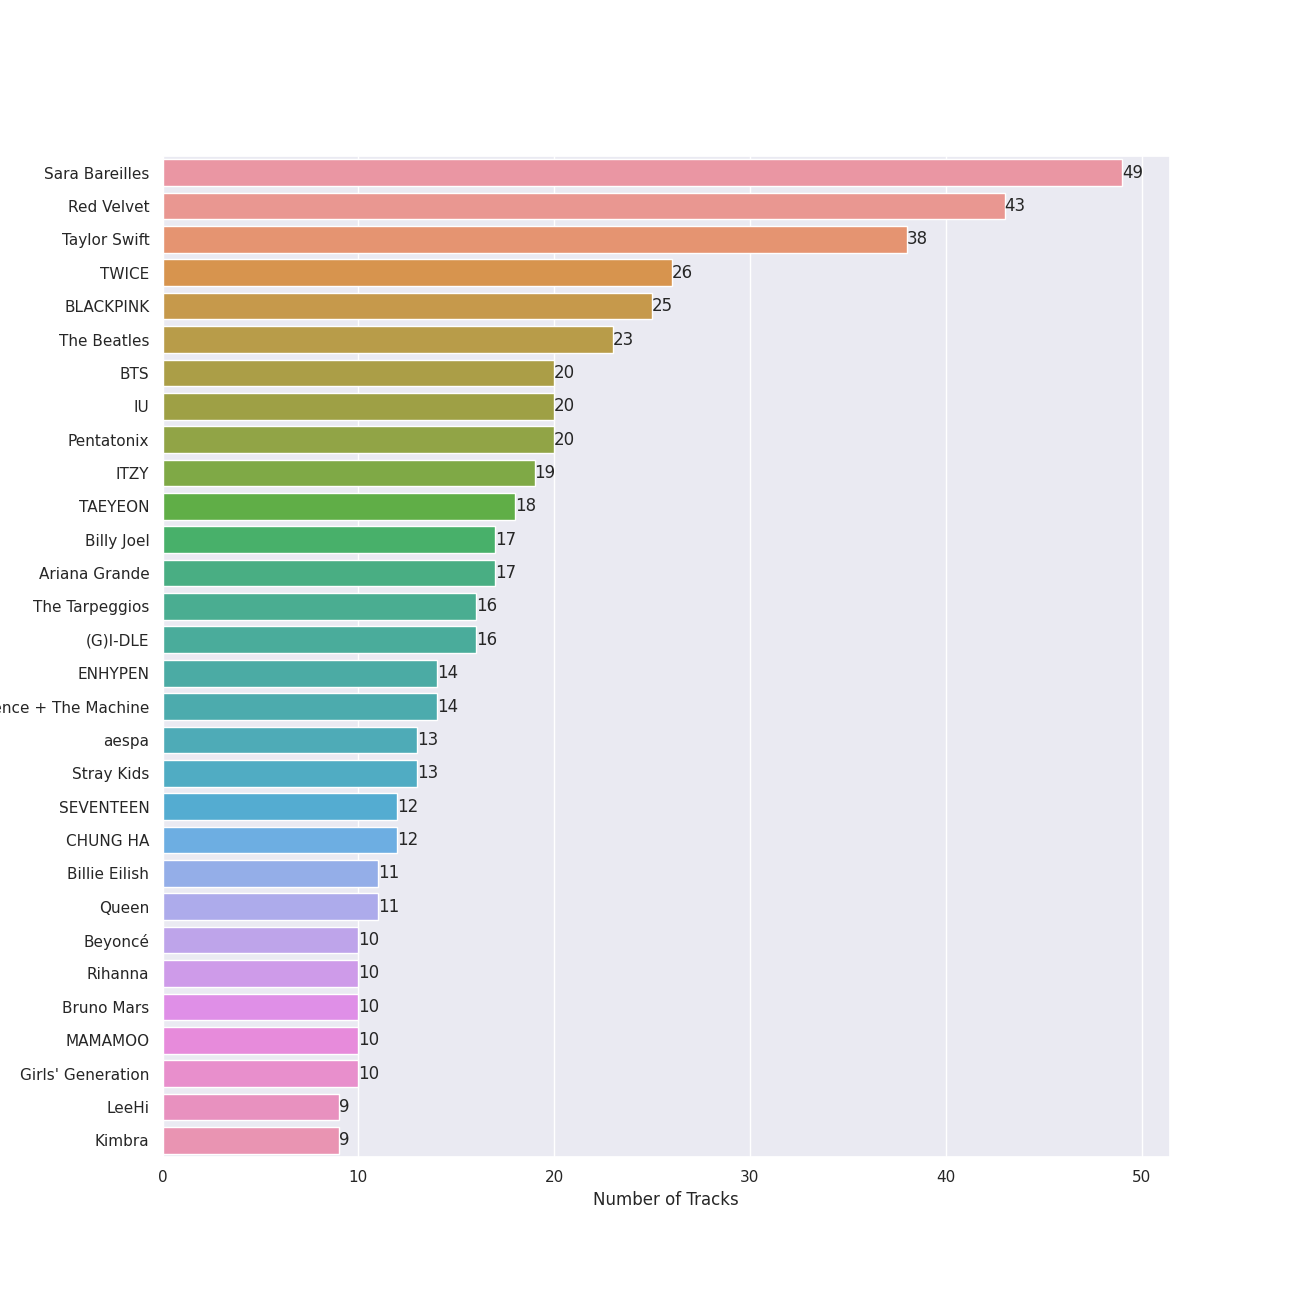 Sara Bareilles 49
Red Velvet 43
Taylor Swift 38
TWICE 26
BLACKPINK 25
The Beatles 23
BTS 20
IU 20
Pentatonix 20
ITZY 19
TAEYEON 18
Billy Joel 17
Ariana Grande 17
The Tarpeggios 16
(G)I-DLE 16
ENHYPEN 14
ence + The Machine 14
aespa 13
Stray Kids 13
SEVENTEEN 12
CHUNG HA 12
Billie Eilish 11
Queen 11
Beyoncé 10
Rihanna 10
Bruno Mars 10
MAMAMOO 10
Girls' Generation 10
LeeHi 9
Kimbra 9
0 10 20 30 40 50
Number of Tracks